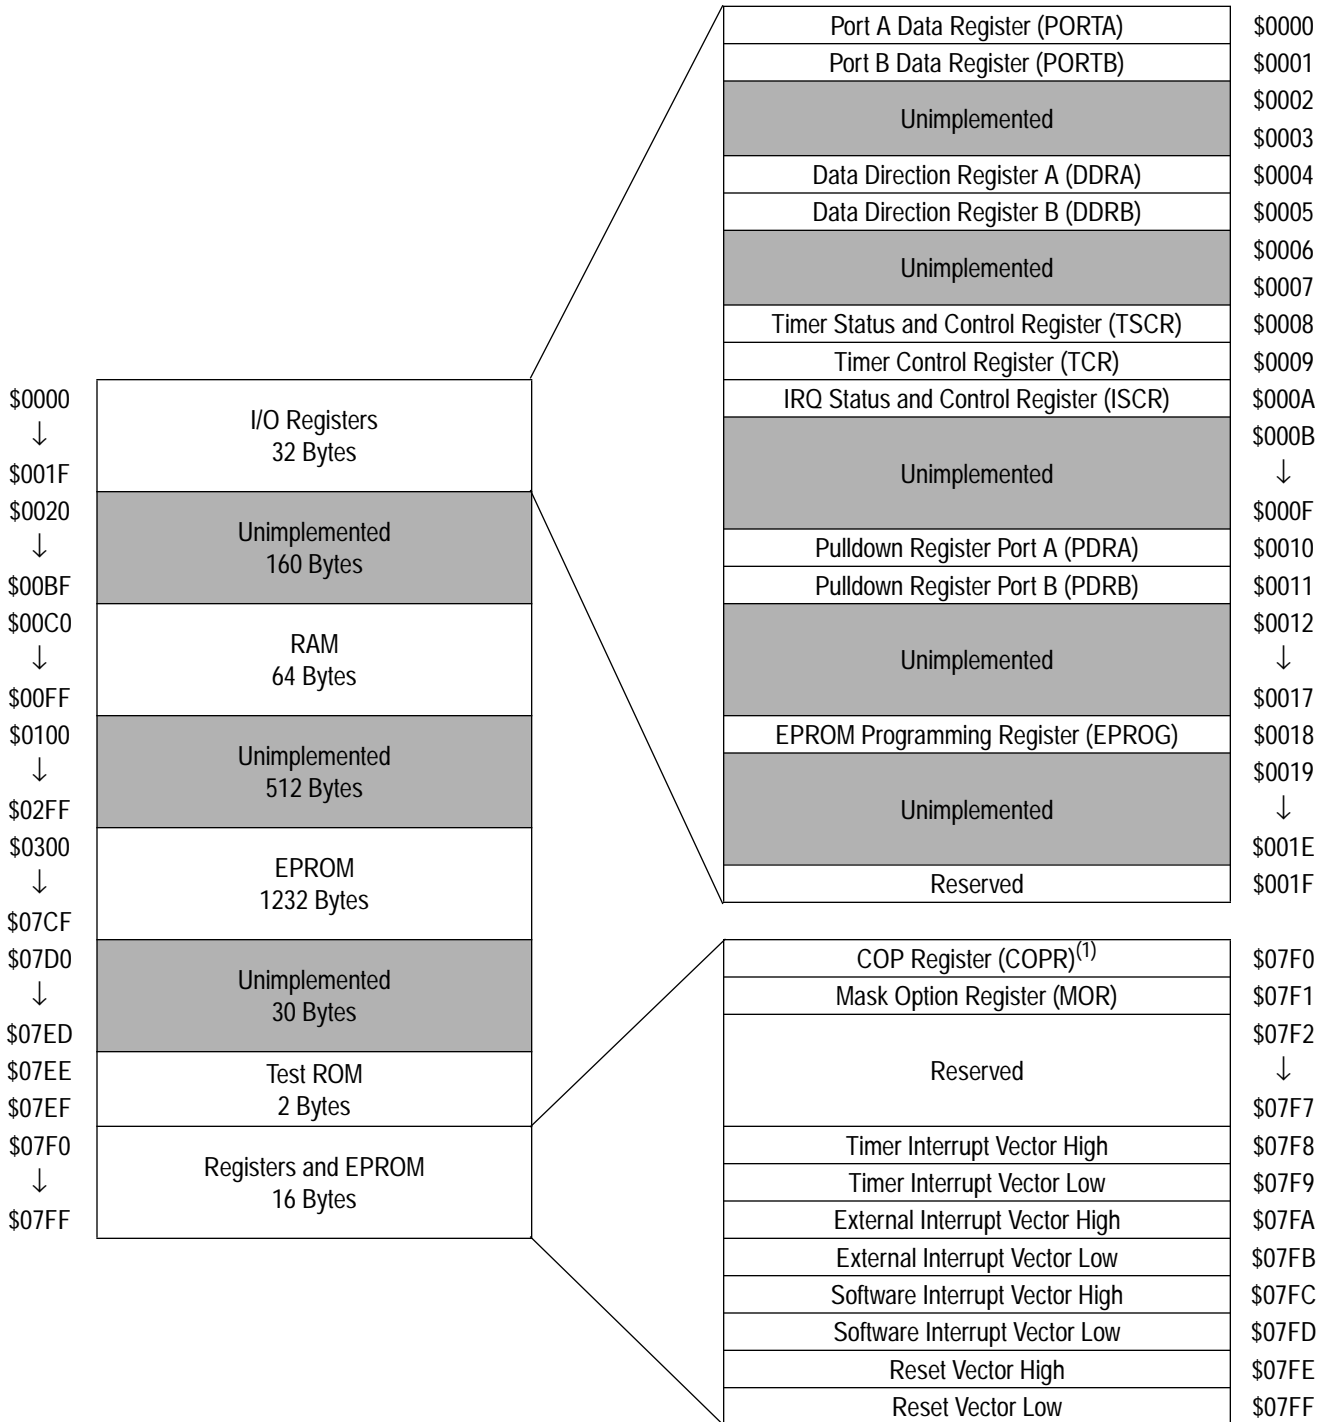 $0000
↓
$001F
I/O Registers
32 Bytes
$0020
↓
$00BF
Unimplemented
160 Bytes
$00C0
↓
$00FF
RAM
64 Bytes
$0100
↓
$02FF
Unimplemented
512 Bytes
$0300
↓
$07CF
EPROM
1232 Bytes
$07D0
↓
$07ED
Unimplemented
30 Bytes
$07EE
$07EF
Test ROM
2 Bytes
$07F0
↓
$07FF
Registers and EPROM
16 Bytes
Port A Data Register (PORTA) $0000
Port B Data Register (PORTB) $0001
Unimplemented
$0002
$0003
Data Direction Register A (DDRA) $0004
Data Direction Register B (DDRB) $0005
Unimplemented
$0006
$0007
Timer Status and Control Register (TSCR) $0008
Timer Control Register (TCR) $0009
IRQ Status and Control Register (ISCR) $000A
Unimplemented
$000B
↓
$000F
Pulldown Register Port A (PDRA) $0010
Pulldown Register Port B (PDRB) $0011
Unimplemented
$0012
↓
$0017
EPROM Programming Register (EPROG) $0018
Unimplemented
$0019
↓
$001E
Reserved $001F
COP Register (COPR)(1) $07F0
Mask Option Register (MOR) $07F1
Reserved
$07F2
↓
$07F7
Timer Interrupt Vector High $07F8
Timer Interrupt Vector Low $07F9
External Interrupt Vector High $07FA
External Interrupt Vector Low $07FB
Software Interrupt Vector High $07FC
Software Interrupt Vector Low $07FD
Reset Vector High $07FE
Reset Vector Low $07FF